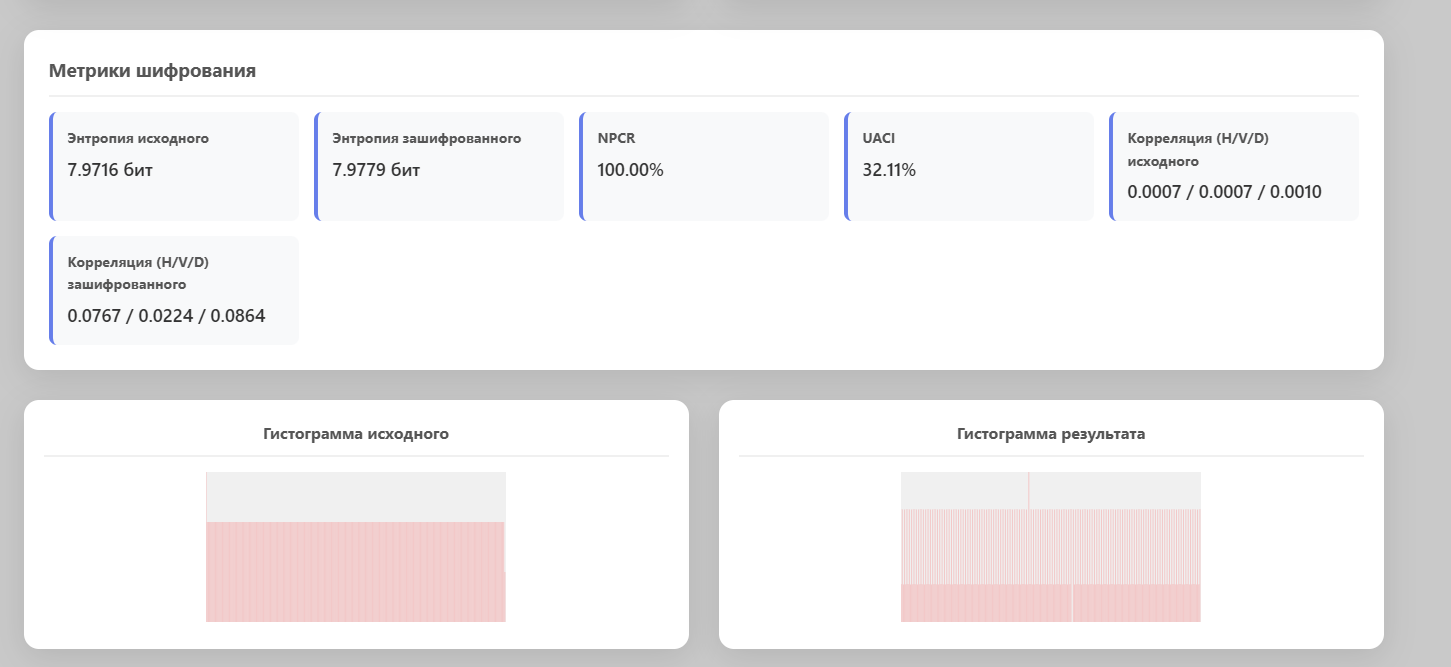 Метрики шифрования
Энтропия исходного
7.9716 бит
Энтропия зашифрованного
7.9779 бит
NPCR
100.00%
UACI
32.11%
Корреляция (H/V/D)
исходного
0.0007 / 0.0007 / 0.0010
Корреляция (H/V/D)
зашифрованного
0.0767 / 0.0224 / 0.0864
Гистограмма исходного
Гистограмма результата